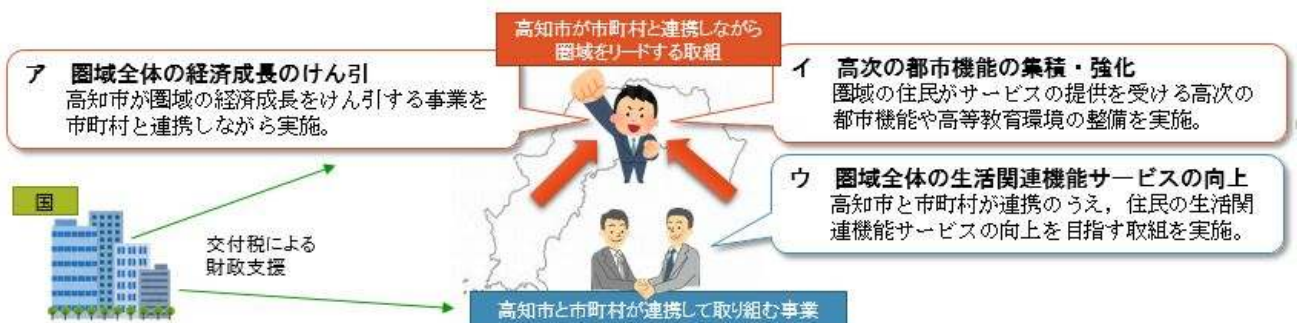 高知市が市町村と連携しながら
圏域をリードする取組
ア 圏域全体の経済成長のけん引
高知市が圏域の経済成長をけん引する事業を
市町村と連携しながら実施。
イ 高次の都市機能の集積・強化
圏域の住民がサービスの提供を受ける高次の
都市機能や高等教育環境の整備を実施。
ウ 圏域全体の生活関連機能サービスの向上
高知市と市町村が連携のうえ，住民の生活関
連機能サービスの向上を目指す取組を実施。
国
交付税による
財政支援
高知市と市町村が連携して取り組む事業